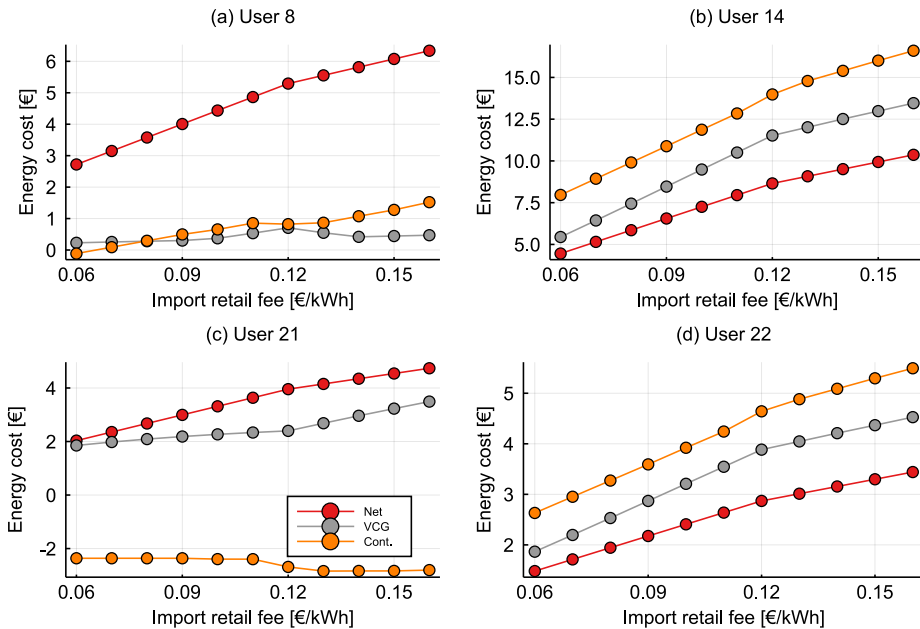 (a) User 8
Energy cost [€]
6
5
4
3
2
1
0
0.06 0.09 0.12 0.15
Import retail fee [€/kWh]
(b) User 14
Energy cost [€]
15.0
12.5
10.0
7.5
5.0
0.06 0.09 0.12 0.15
Import retail fee [€/kWh]
(c) User 21
Energy cost [€]
4
2
0
−2
Net
VCG
Cont.
0.06 0.09 0.12 0.15
Import retail fee [€/kWh]
(d) User 22
Energy cost [€]
5
4
3
2
0.06 0.09 0.12 0.15
Import retail fee [€/kWh]